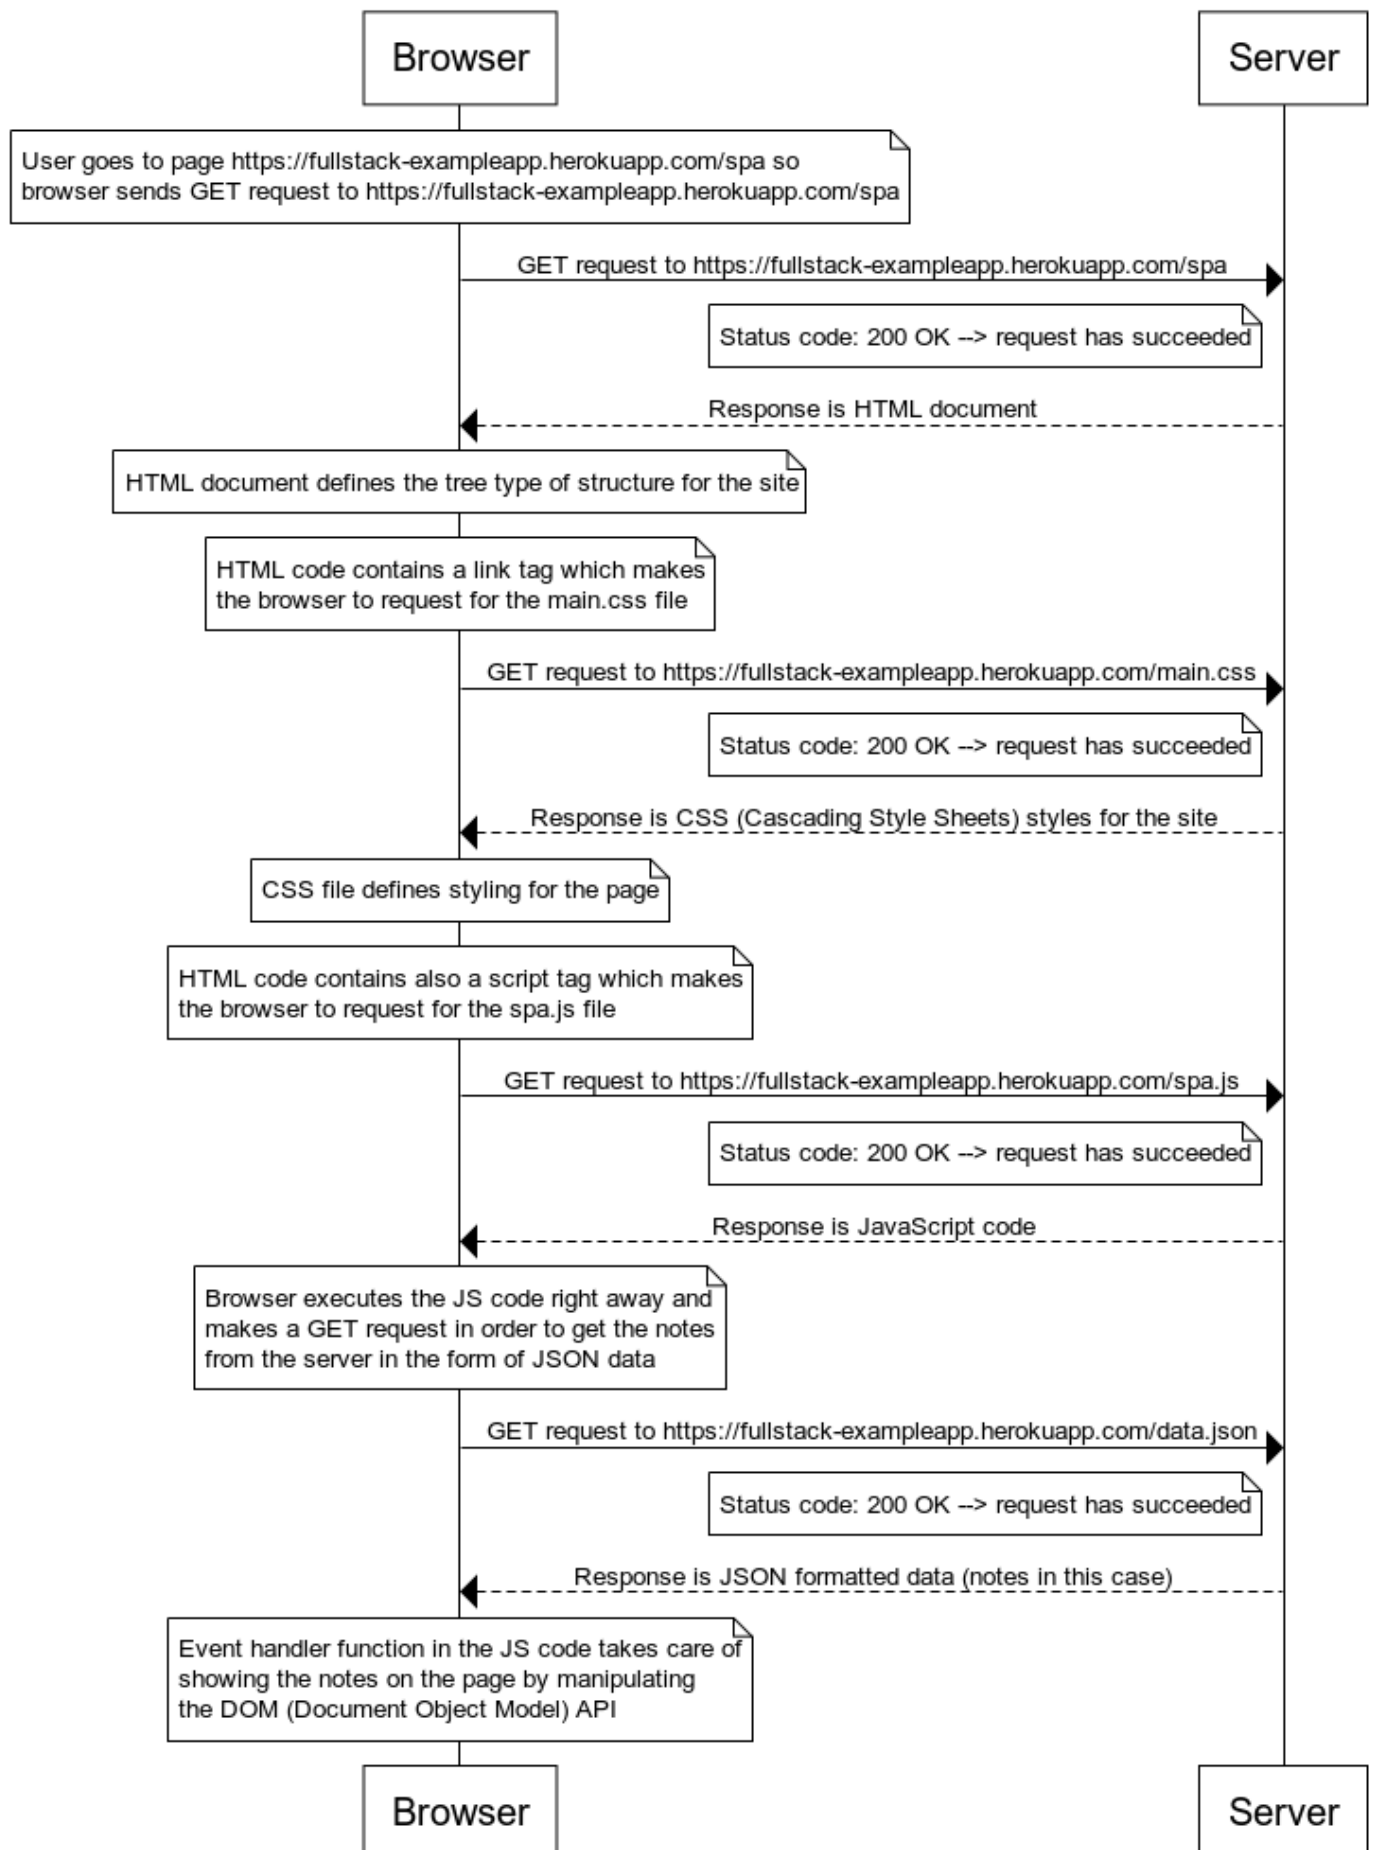 Browser
Server
User goes to page https://fullstack-exampleapp.herokuapp.com/spa so
browser sends GET request to https://fullstack-exampleapp.herokuapp.com/spa
GET request to https://fullstack-exampleapp.herokuapp.com/spa
Status code: 200 OK --> request has succeeded
Response is HTML document
HTML document defines the tree type of structure for the site
HTML code contains a link tag which makes
the browser to request for the main.css file
GET request to https://fullstack-exampleapp.herokuapp.com/main.css
Status code: 200 OK --> request has succeeded
Response is CSS (Cascading Style Sheets) styles for the site
CSS file defines styling for the page
HTML code contains also a script tag which makes
the browser to request for the spa.js file
GET request to https://fullstack-exampleapp.herokuapp.com/spa.js
Status code: 200 OK --> request has succeeded
Response is JavaScript code
Browser executes the JS code right away and
makes a GET request in order to get the notes
from the server in the form of JSON data
GET request to https://fullstack-exampleapp.herokuapp.com/data.json
Status code: 200 OK --> request has succeeded
Response is JSON formatted data (notes in this case)
Event handler function in the JS code takes care of
showing the notes on the page by manipulating
the DOM (Document Object Model) API
Browser
Server